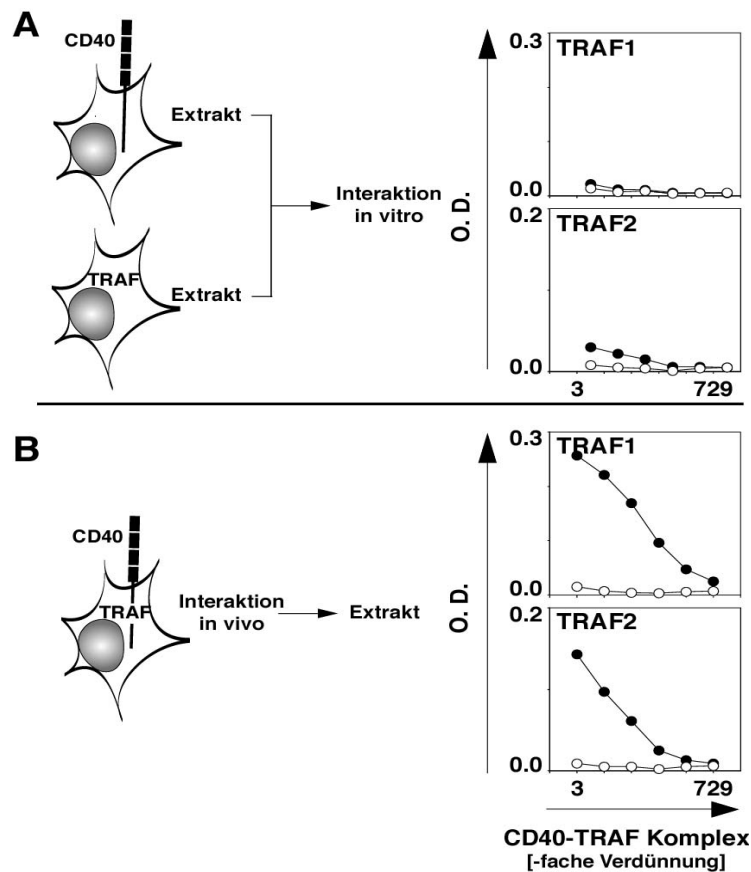 A
CD40
Extrakt
TRAF
Extrakt
Interaktion
in vitro
O. D.
0.3
TRAF1
0.0
0.2
TRAF2
0.0
3 729
B
CD40
TRAF
Interaktion
in vivo
Extrakt
O. D.
0.3
TRAF1
0.0
0.2
TRAF2
0.0
3 729
CD40-TRAF Komplex
[-fache Verdünnung]